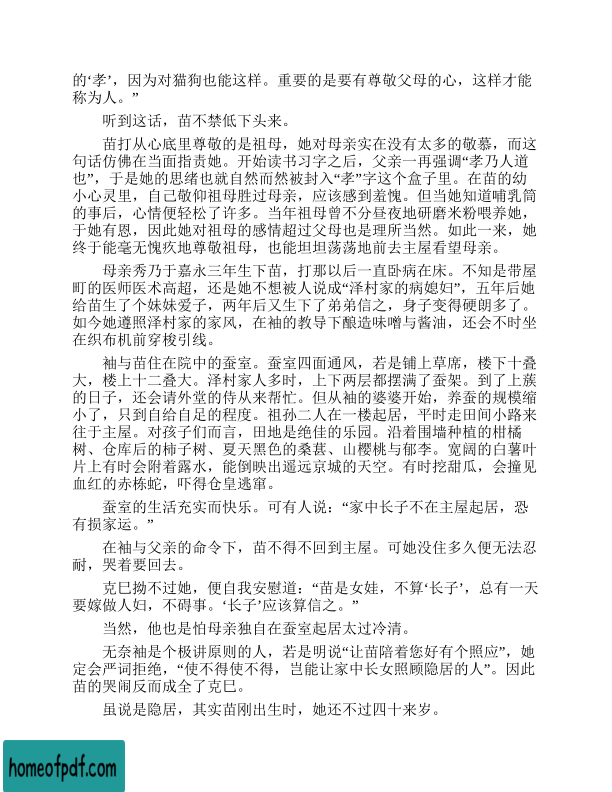 的‘孝’，因为对猫狗也能这样。重要的是要有尊敬父母的心，这样才能
称为人。”
听到这话，苗不禁低下头来。
苗打从心底里尊敬的是祖母，她对母亲实在没有太多的敬慕，而这
句话仿佛在当面指责她。开始读书习字之后，父亲一再强调“孝乃人道
也”，于是她的思绪也就自然而然被封入“孝”字这个盒子里。在苗的幼
小心灵里，自己敬仰祖母胜过母亲，应该感到羞愧。但当她知道哺乳筒
的事后，心情便轻松了许多。当年祖母曾不分昼夜地研磨米粉喂养她，
于她有恩，因此她对祖母的感情超过父母也是理所当然。如此一来，她
终于能毫无愧疚地尊敬祖母，也能坦坦荡荡地前去主屋看望母亲。
母亲秀乃于嘉永三年生下苗，打那以后一直卧病在床。不知是带屋
町的医师医术高超，还是她不想被人说成“泽村家的病媳妇”，五年后她
给苗生了个妹妹爱子，两年后又生下了弟弟信之，身子变得硬朗多了。
如今她遵照泽村家的家风，在袖的教导下酿造味噌与酱油，还会不时坐
在织布机前穿梭引线。
袖与苗住在院中的蚕室。蚕室四面通风，若是铺上草席，楼下十叠
大，楼上十二叠大。泽村家人多时，上下两层都摆满了蚕架。到了上蔟
的日子，还会请外堂的侍从来帮忙。但从袖的婆婆开始，养蚕的规模缩
小了，只到自给自足的程度。祖孙二人在一楼起居，平时走田间小路来
往于主屋。对孩子们而言，田地是绝佳的乐园。沿着围墙种植的柑橘
树、仓库后的柿子树、夏天黑色的桑葚、山樱桃与郁李。宽阔的白薯叶
片上有时会附着露水，能倒映出遥远京城的天空。有时挖甜瓜，会撞见
血红的赤栋蛇，吓得仓皇逃窜。
蚕室的生活充实而快乐。可有人说：“家中长子不在主屋起居，恐
有损家运。”
在袖与父亲的命令下，苗不得不回到主屋。可她没住多久便无法忍
耐，哭着要回去。
克巳拗不过她，便自我安慰道：“苗是女娃，不算‘长子’，总有一天
要嫁做人妇，不碍事。‘长子’应该算信之。”
当然，他也是怕母亲独自在蚕室起居太过冷清。
无奈袖是个极讲原则的人，若是明说“让苗陪着您好有个照应”，她
定会严词拒绝，“使不得使不得，岂能让家中长女照顾隐居的人”。因此
苗的哭闹反而成全了克巳。
虽说是隐居，其实苗刚出生时，她还不过四十来岁。
homeofpdf.com